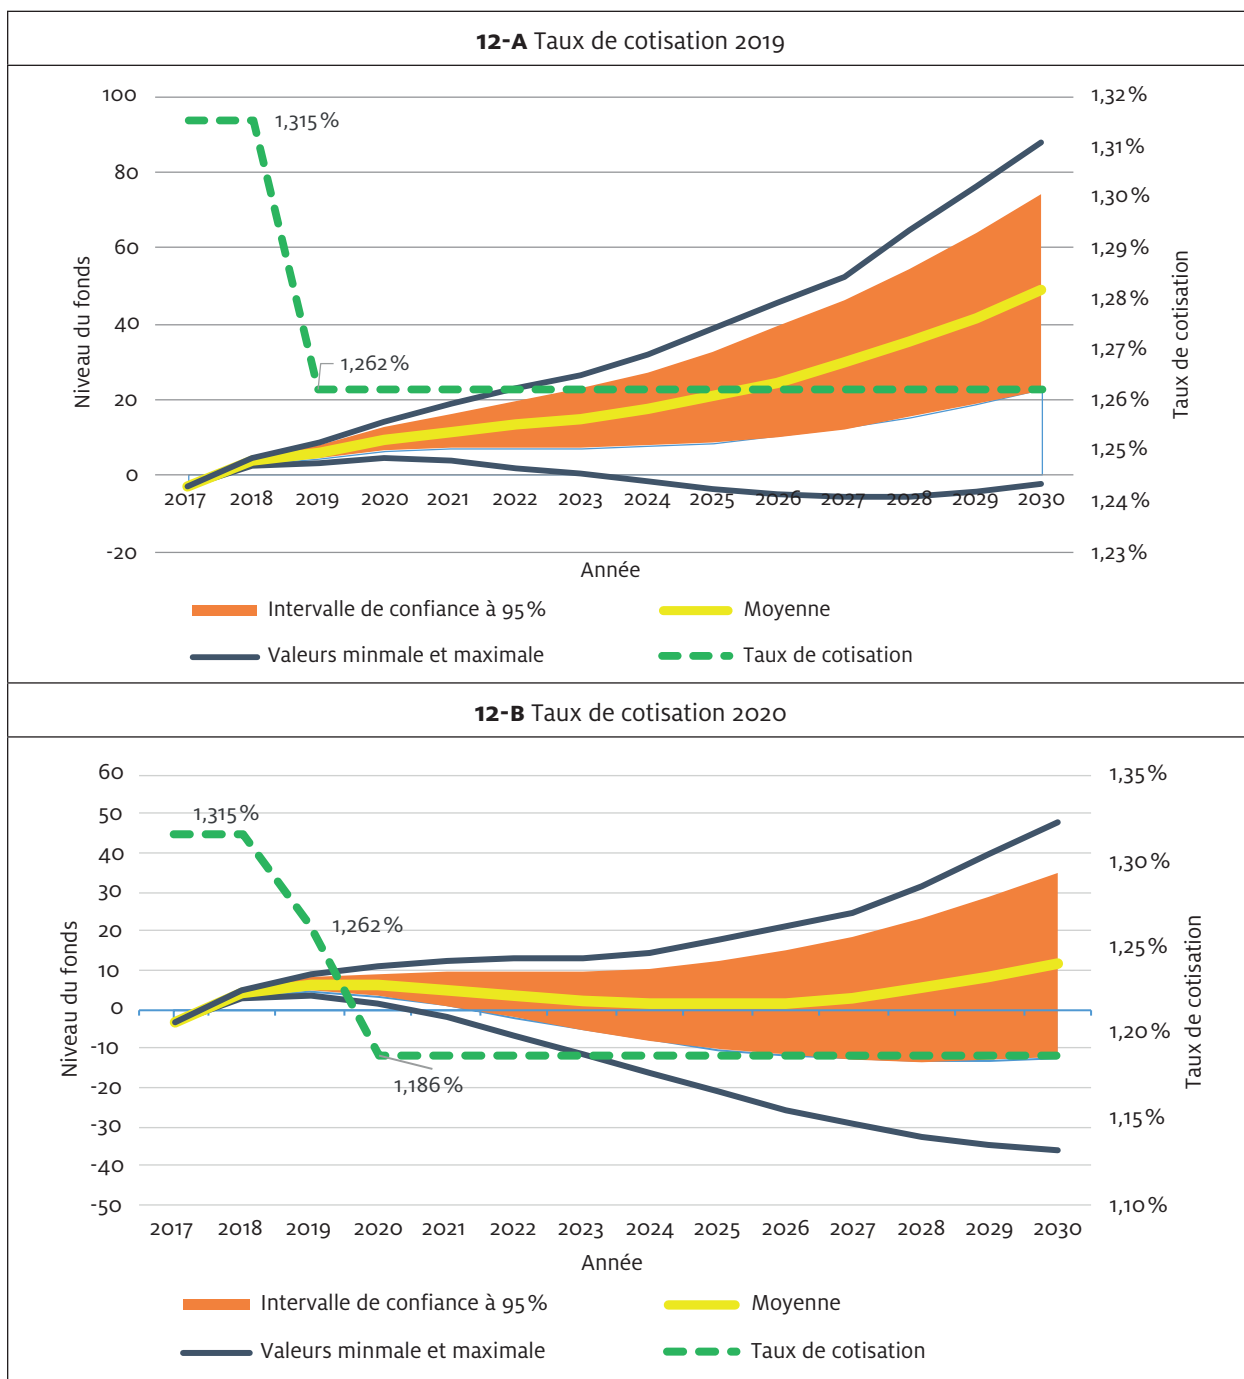 12-A Taux de cotisation 2019
100
80
60
40
20
0
-20
Niveau du fonds
1,315%
1,262%
1,32%
1,31%
1,30%
1,29%
1,28%
1,27%
1,26%
1,25%
1,24%
1,23%
Taux de cotisation
2017 2018 2019 2020 2021 2022 2023 2024 2025 2026 2027 2028 2029 2030
Année
Intervalle de confiance à 95% Moyenne
Valeurs minmale et maximale Taux de cotisation
12-B Taux de cotisation 2020
60
50
40
30
20
10
0
-10
-20
-30
-40
-50
Niveau du fonds
1,315%
1,262%
1,186%
1,35%
1,30%
1,25%
1,20%
1,15%
1,10%
Taux de cotisation
2017 2018 2019 2020 2021 2022 2023 2024 2025 2026 2027 2028 2029 2030
Année
Intervalle de confiance à 95% Moyenne
Valeurs minmale et maximale Taux de cotisation